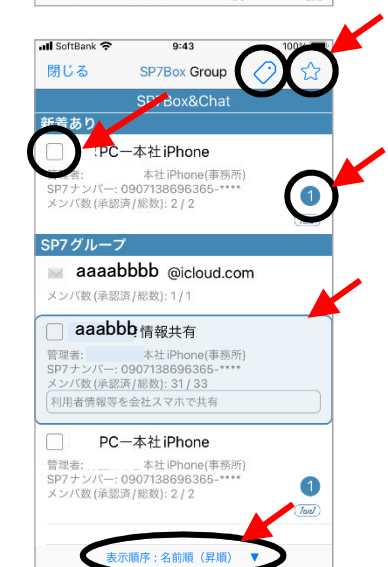 SoftBank 9:43 100%
閉じる SP7Box Group
SP7Box&Chat
新着あり
PCー本社iPhone
管理者: 本社iPhone(事務所)
SP7ナンバー: 0907138696365-****
メンバ数(承認済/総数): 2 / 2
1
SP7グループ
aaaabbbb @icloud.com
メンバ数(承認済/総数): 1 / 1
aaabbb 情報共有
管理者: 本社iPhone(事務所)
SP7ナンバー: 0907138696365-****
メンバ数(承認済/総数): 31 / 33
利用者情報等を会社スマホで共有
PCー本社iPhone
管理者: 本社iPhone(事務所)
SP7ナンバー: 0907138696365-****
メンバ数(承認済/総数): 2 / 2
1
表示順序：名前順（昇順） ▼